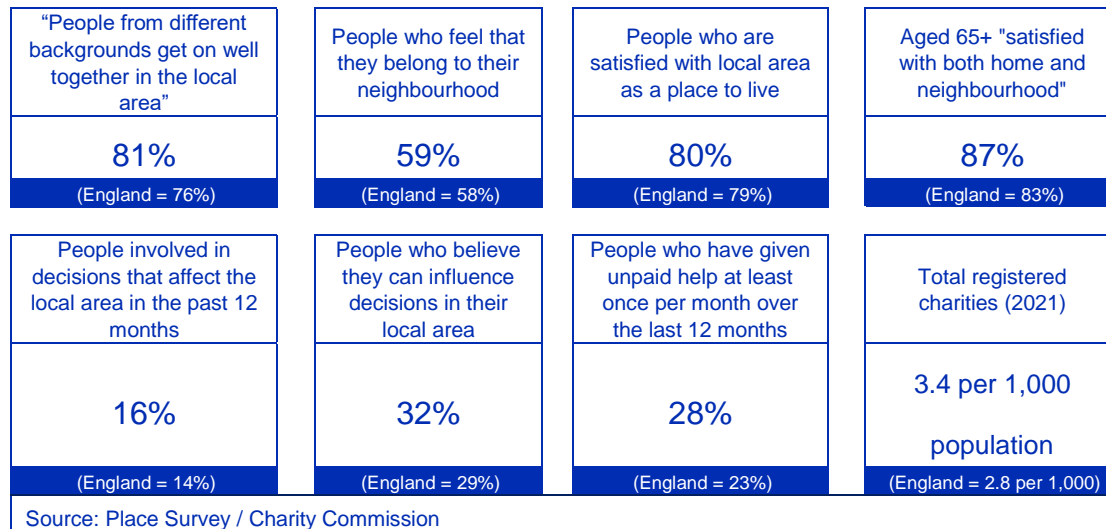 “People from different
backgrounds get on well
together in the local
area”
81%
(England = 76%)
People who feel that
they belong to their
neighbourhood
59%
(England = 58%)
People who are
satisfied with local area
as a place to live
80%
(England = 79%)
Aged 65+ "satisfied
with both home and
neighbourhood"
87%
(England = 83%)
People involved in
decisions that affect the
local area in the past 12
months
16%
(England = 14%)
People who believe
they can influence
decisions in their
local area
32%
(England = 29%)
People who have given
unpaid help at least
once per month over
the last 12 months
28%
(England = 23%)
Total registered
charities (2021)
3.4 per 1,000
population
(England = 2.8 per 1,000)
Source: Place Survey / Charity Commission